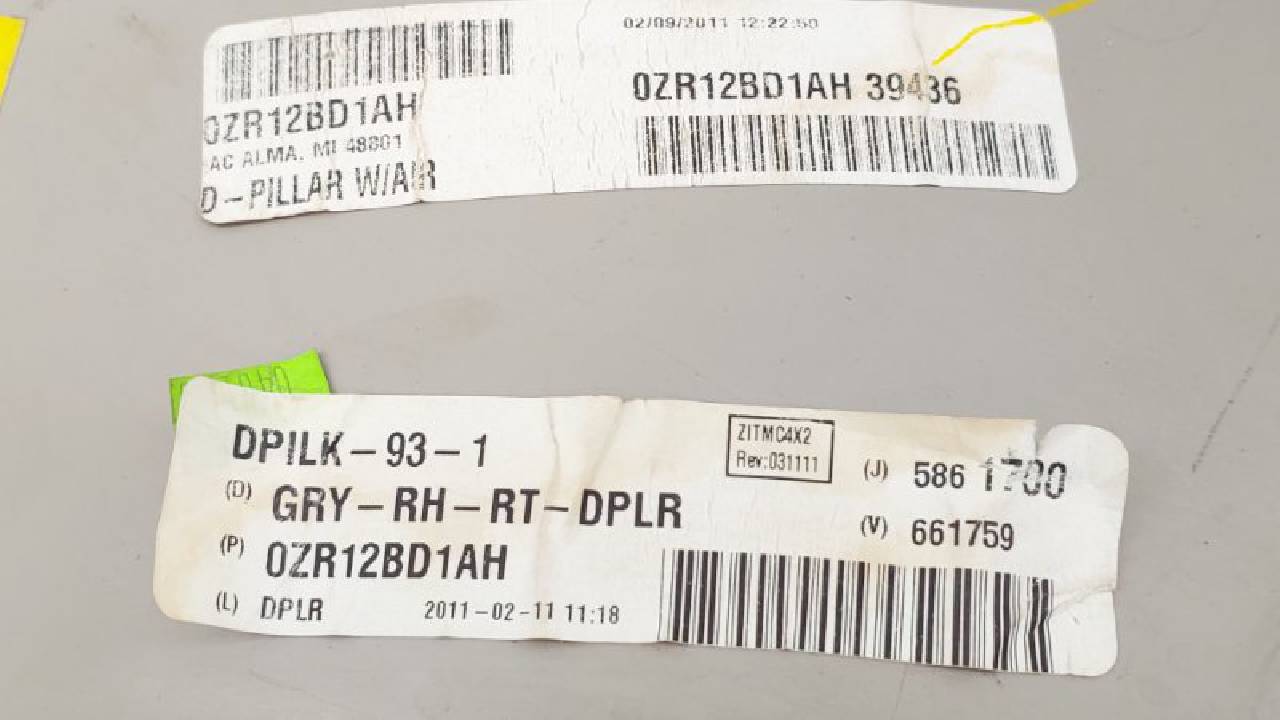 02/09/2011 12:22:50
0ZR12BD1AH
0ZR12BD1AH 39436
AC ALMA, MI 48801
D-PILLAR W/AIR
DPILK-93-1
ZITMC4X2
Rev:031111
(J) 586 1700
(D) GRY-RH-RT-DPLR
(V) 661759
(P) 0ZR12BD1AH
(L) DPLR 2011-02-11 11:18